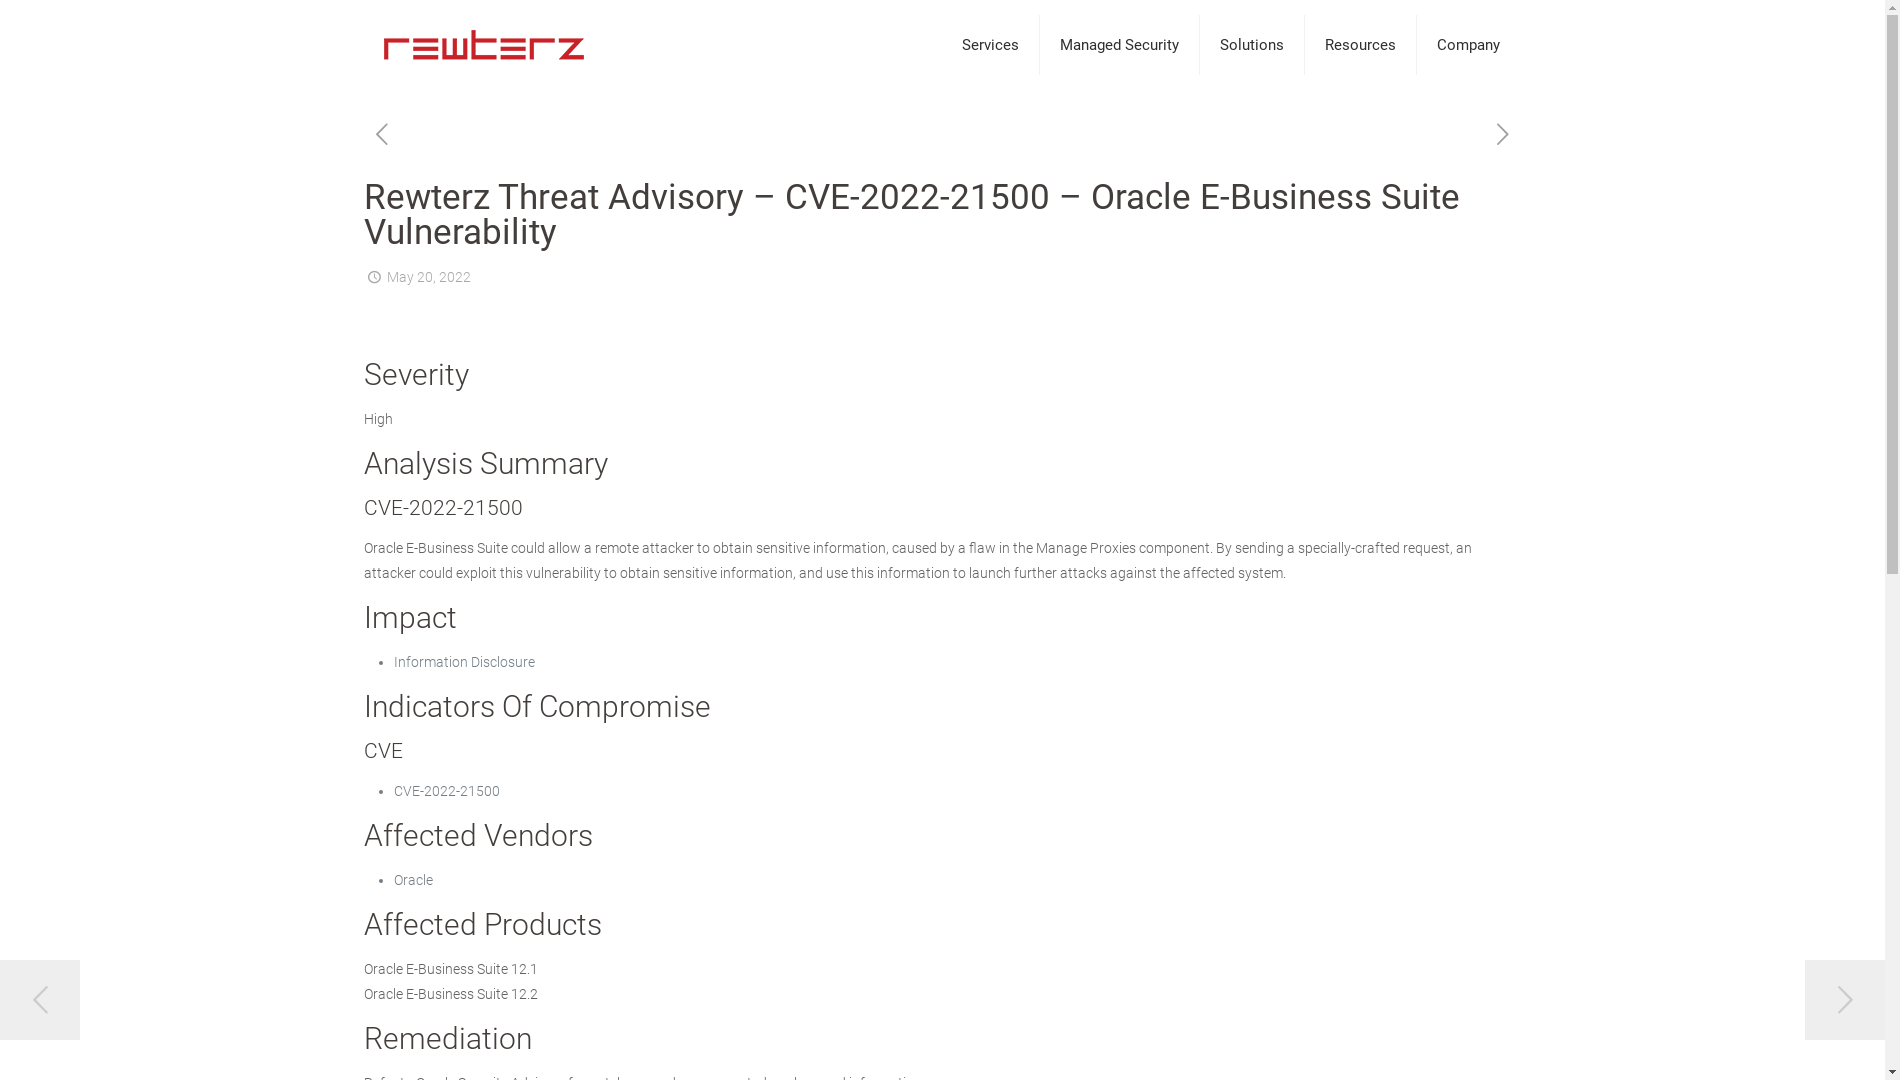 rewterz
Services
Managed Security
Solutions
Resources
Company
Rewterz Threat Advisory – CVE-2022-21500 – Oracle E-Business Suite
Vulnerability
May 20, 2022
Severity
High
Analysis Summary
CVE-2022-21500
Oracle E-Business Suite could allow a remote attacker to obtain sensitive information, caused by a flaw in the Manage Proxies component. By sending a specially-crafted request, an
attacker could exploit this vulnerability to obtain sensitive information, and use this information to launch further attacks against the affected system.
Impact
• Information Disclosure
Indicators Of Compromise
CVE
• CVE-2022-21500
Affected Vendors
• Oracle
Affected Products
Oracle E-Business Suite 12.1
Oracle E-Business Suite 12.2
Remediation